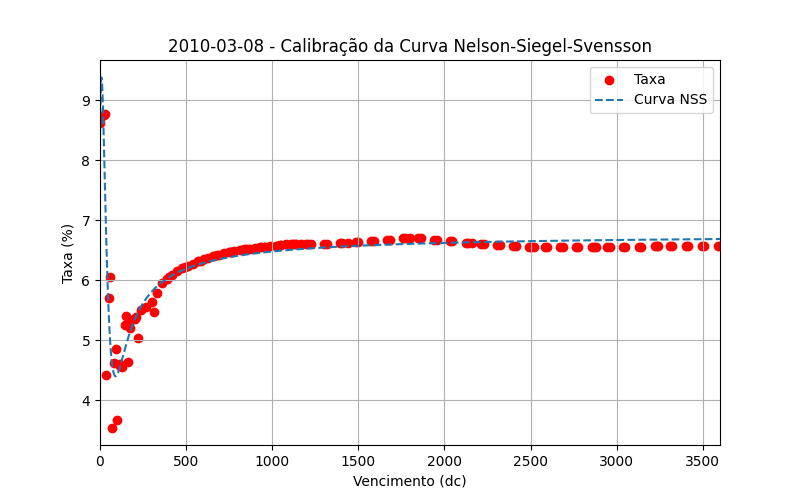 2010-03-08 - Calibração da Curva Nelson-Siegel-Svensson
Taxa
Curva NSS
Taxa (%)
9
8
7
6
5
4
0 500 1000 1500 2000 2500 3000 3500
Vencimento (dc)